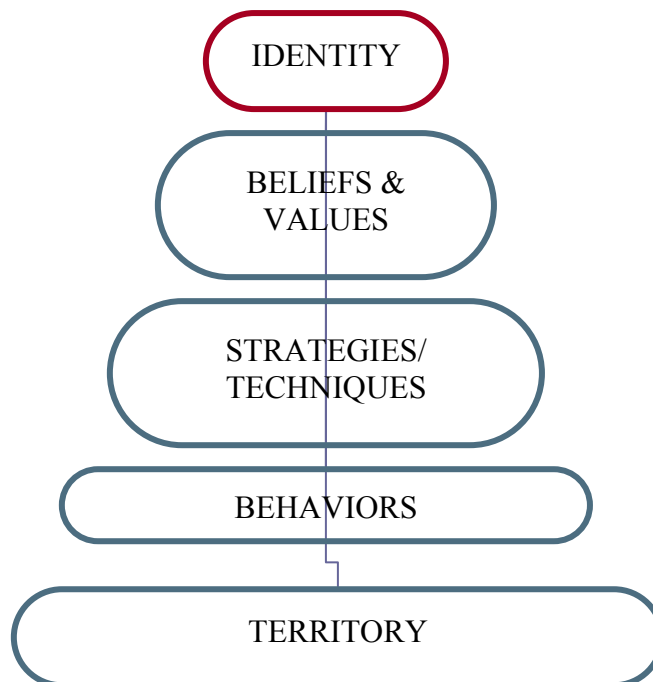 IDENTITY
BELIEFS &
VALUES
STRATEGIES/
TECHNIQUES
BEHAVIORS
TERRITORY